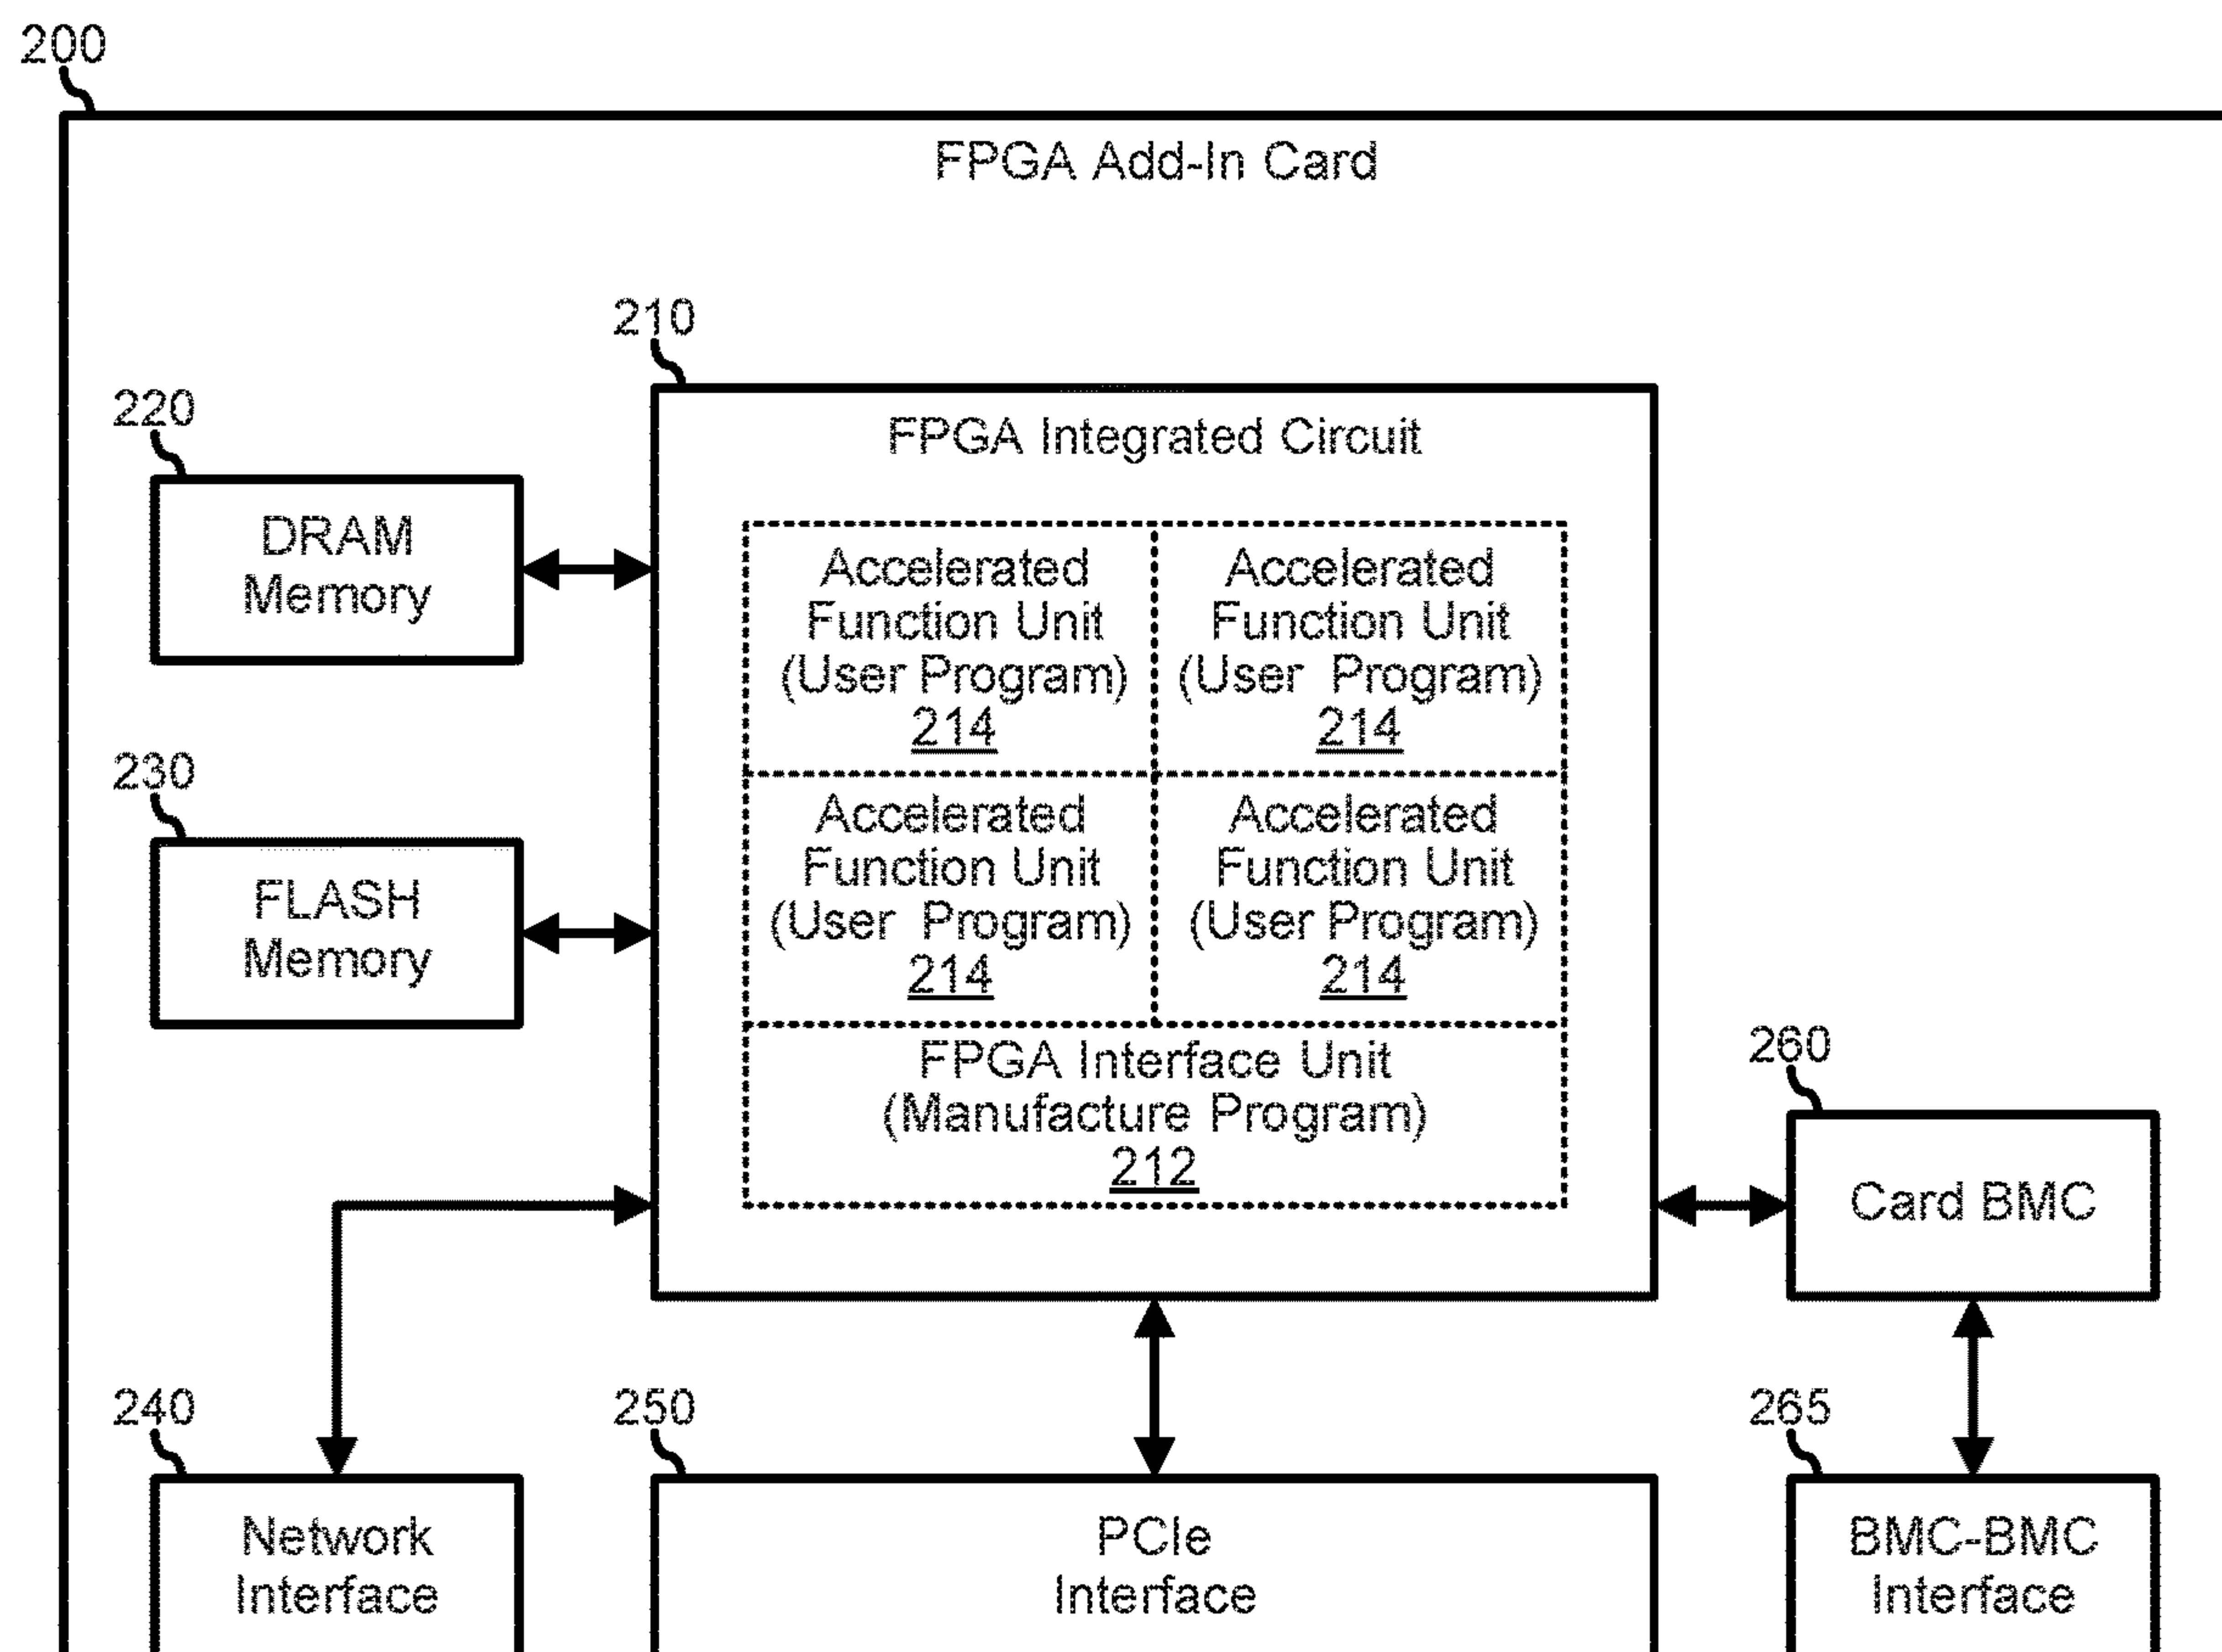 200
FPGA Add-In Card
210
FPGA Integrated Circuit
220
DRAM
Memory
Accelerated
Function Unit
(User Program)
214
Accelerated
Function Unit
(User Program)
214
230
FLASH
Memory
Accelerated
Function Unit
(User Program)
214
Accelerated
Function Unit
(User Program)
214
FPGA Interface Unit
(Manufacture Program)
212
260
Card BMC
240
Network
Interface
250
PCIe
Interface
265
BMC-BMC
Interface